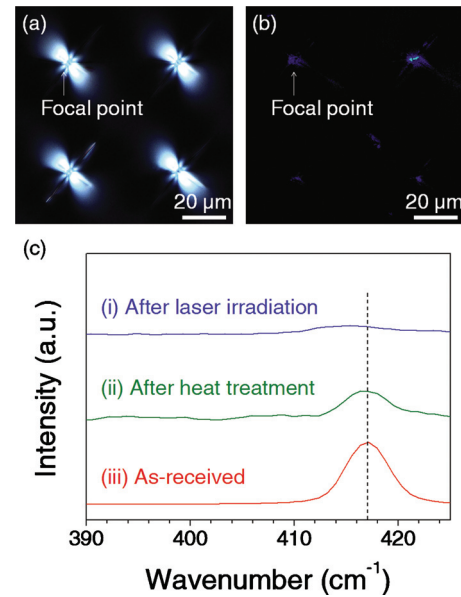 (a)
Focal point
20 μm
(b)
Focal point
20 μm
(c)
(i) After laser irradiation
(ii) After heat treatment
(iii) As-received
Intensity (a.u.)
390 400 410 420
Wavenumber (cm⁻¹)